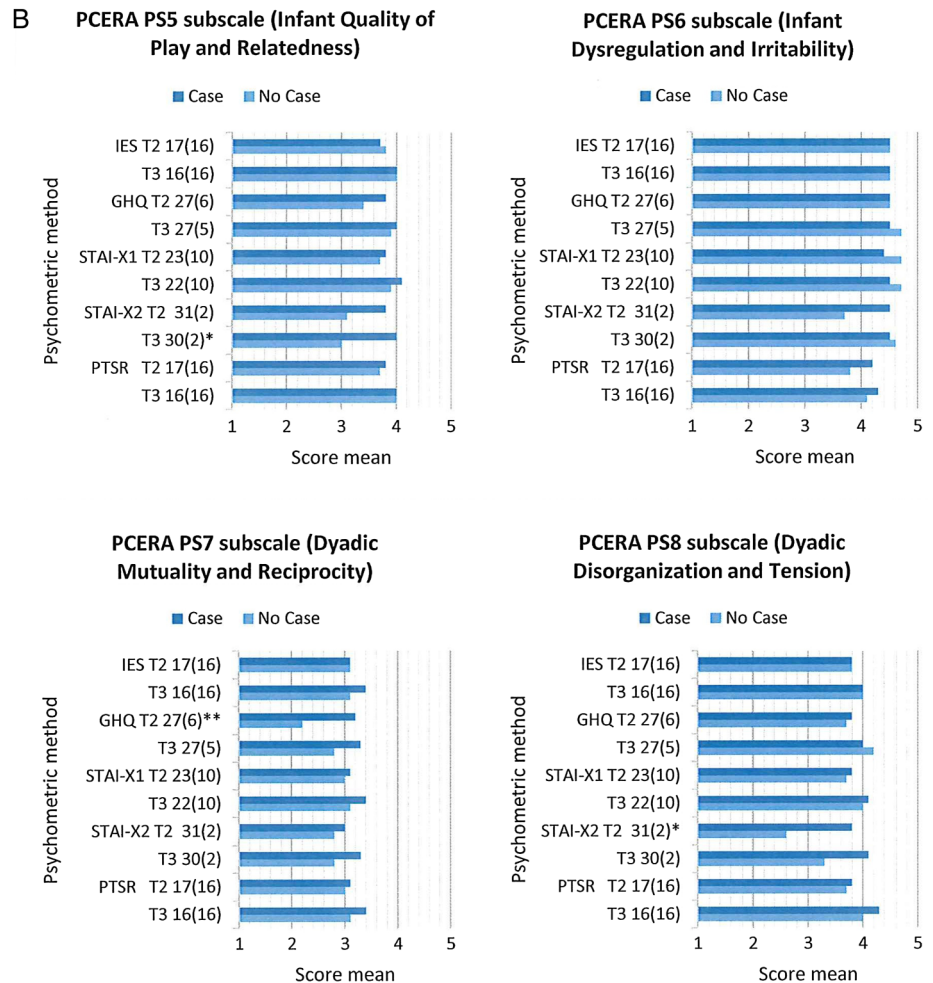 B
PCERA PS5 subscale (Infant Quality of
Play and Relatedness)
Case No Case
Psychometric method
IES T2 17(16)
T3 16(16)
GHQ T2 27(6)
T3 27(5)
STAI-X1 T2 23(10)
T3 22(10)
STAI-X2 T2 31(2)
T3 30(2)*
PTSR T2 17(16)
T3 16(16)
1 2 3 4 5
Score mean
PCERA PS6 subscale (Infant
Dysregulation and Irritability)
Case No Case
Psychometric method
IES T2 17(16)
T3 16(16)
GHQ T2 27(6)
T3 27(5)
STAI-X1 T2 23(10)
T3 22(10)
STAI-X2 T2 31(2)
T3 30(2)
PTSR T2 17(16)
T3 16(16)
1 2 3 4 5
Score mean
PCERA PS7 subscale (Dyadic
Mutuality and Reciprocity)
Case No Case
Psychometric method
IES T2 17(16)
T3 16(16)
GHQ T2 27(6)**
T3 27(5)
STAI-X1 T2 23(10)
T3 22(10)
STAI-X2 T2 31(2)
T3 30(2)
PTSR T2 17(16)
T3 16(16)
1 2 3 4 5
Score mean
PCERA PS8 subscale (Dyadic
Disorganization and Tension)
Case No Case
Psychometric method
IES T2 17(16)
T3 16(16)
GHQ T2 27(6)
T3 27(5)
STAI-X1 T2 23(10)
T3 22(10)
STAI-X2 T2 31(2)*
T3 30(2)
PTSR T2 17(16)
T3 16(16)
1 2 3 4 5
Score mean